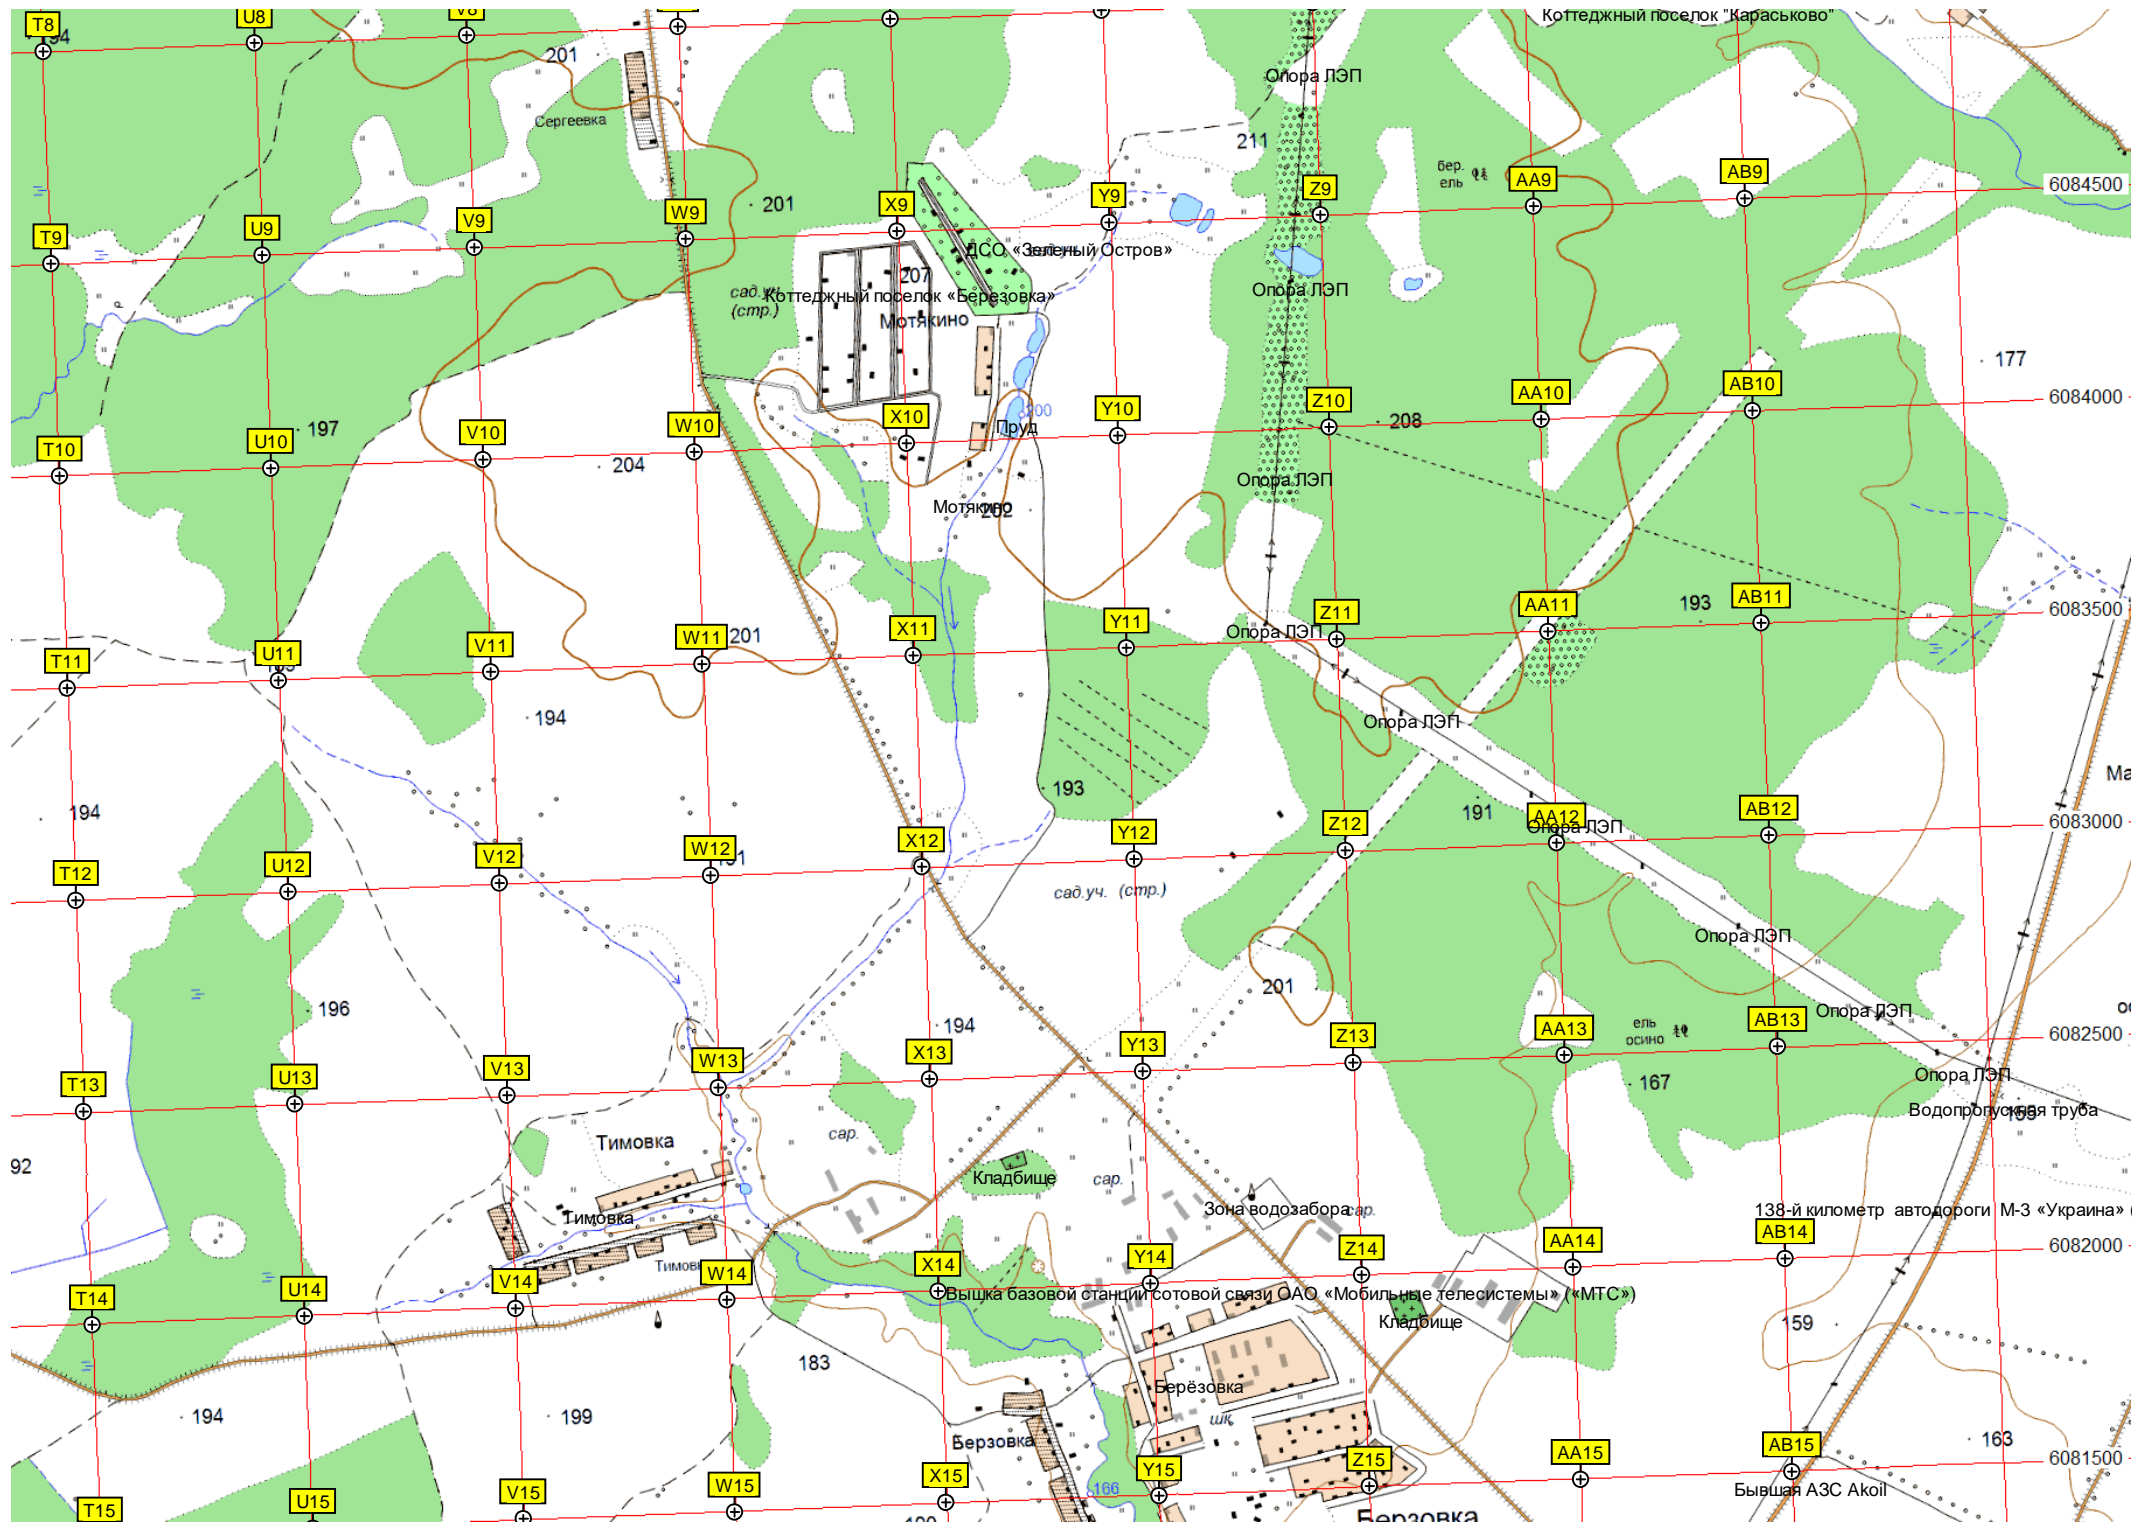 Коттеджный поселок "Караськово"
T8
U8
V8
94
201
Опора ЛЭП
Сергеевка
211
бер.
ель
AA9
AB9
6084500
Z9
Y9
X9
W9
201
V9
U9
T9
ДСО «Зеленый Остров»
207
сад.уч.
(стр.)
Коттеджный поселок «Березовка»
Опора ЛЭП
Мотякино
177
AB10
AA10
6084000
Z10
Y10
X10
200
Пруд
208
W10
V10
U10
197
T10
204
Опора ЛЭП
Мотякино
202
AB11
AA11
193
6083500
Z11
Y11
X11
Опора ЛЭП
W11
201
V11
U11
T11
194
Опора ЛЭП
Ма
193
194
191
AB12
AA12
6083000
Опора ЛЭП
Z12
Y12
X12
W12
V12
U12
T12
сад.уч. (стр.)
Опора ЛЭП
201
196
Опора ЛЭП
194
ель
осино
AB13
AA13
6082500
Z13
Y13
X13
W13
V13
U13
T13
167
Опора ЛЭП
Водопропускная труба
155
Тимовка
сар.
92
Кладбище
сар.
Зона водозабора
сар.
138-й километр автодороги М-3 «Украина» (
Тимовка
AB14
AA14
6082000
Z14
Y14
X14
Тимовк
W14
V14
U14
T14
Вышка базовой станции сотовой связи ОАО «Мобильные телесистемы» («МТС»)
Кладбище
159
183
Берёзовка
194
199
шк.
Берзовка
163
AB15
AA15
6081500
Z15
Y15
X15
W15
V15
U15
T15
166
Бывшая АЗС Akoil
Берзовка